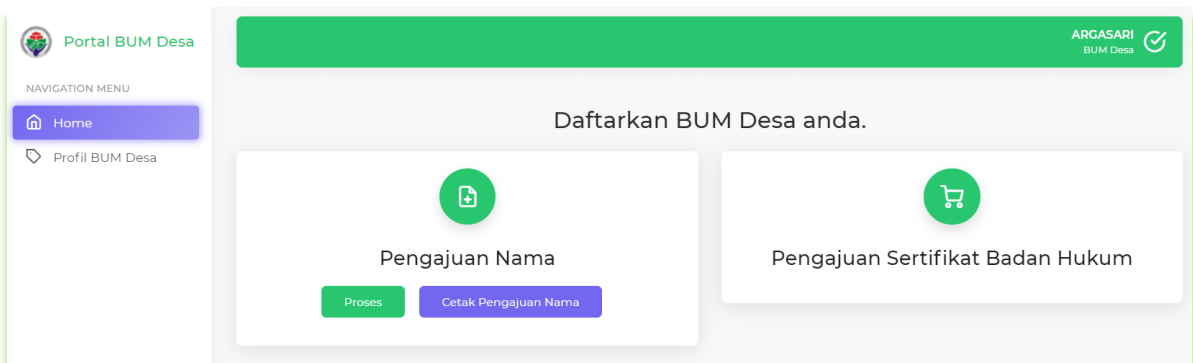 Portal BUM Desa
ARGASARI
BUM Desa
NAVIGATION MENU
Home
Profil BUM Desa
Daftarkan BUM Desa anda.
Pengajuan Nama
Proses
Cetak Pengajuan Nama
Pengajuan Sertifikat Badan Hukum